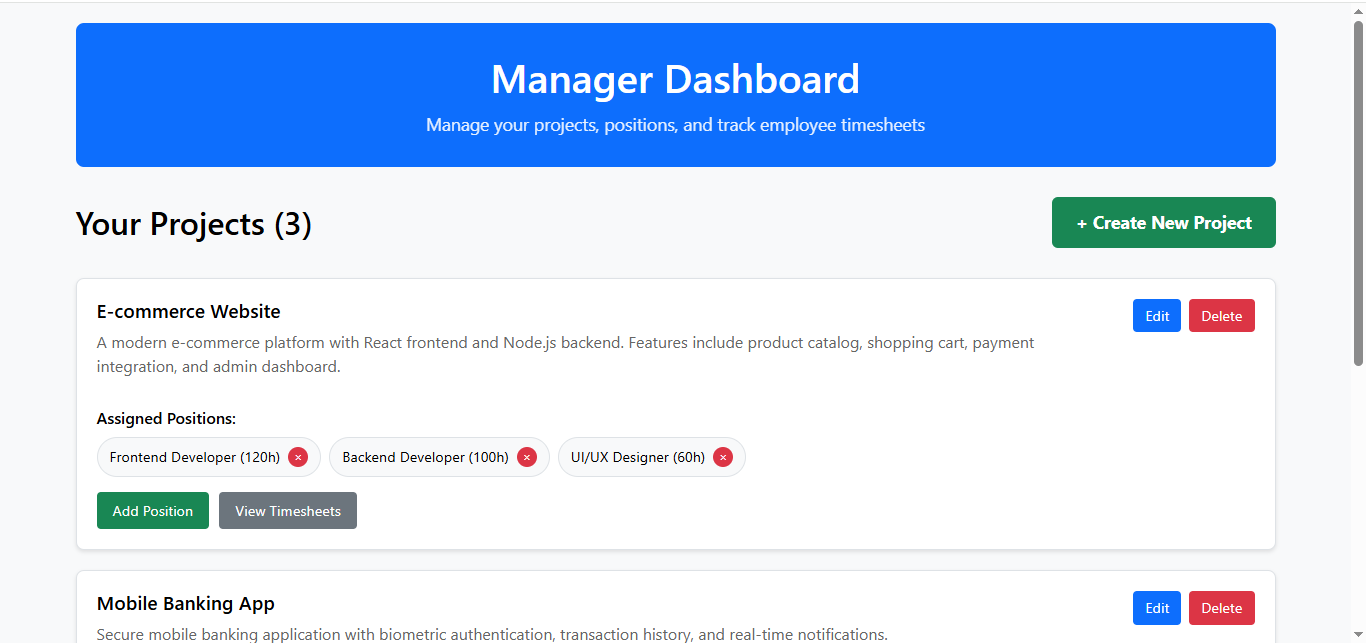 Manager Dashboard
Manage your projects, positions, and track employee timesheets
Your Projects (3)
+ Create New Project
E-commerce Website
Edit
Delete
A modern e-commerce platform with React frontend and Node.js backend. Features include product catalog, shopping cart, payment
integration, and admin dashboard.
Assigned Positions:
Frontend Developer (120h) ×
Backend Developer (100h) ×
UI/UX Designer (60h) ×
Add Position
View Timesheets
Mobile Banking App
Edit
Delete
Secure mobile banking application with biometric authentication, transaction history, and real-time notifications.